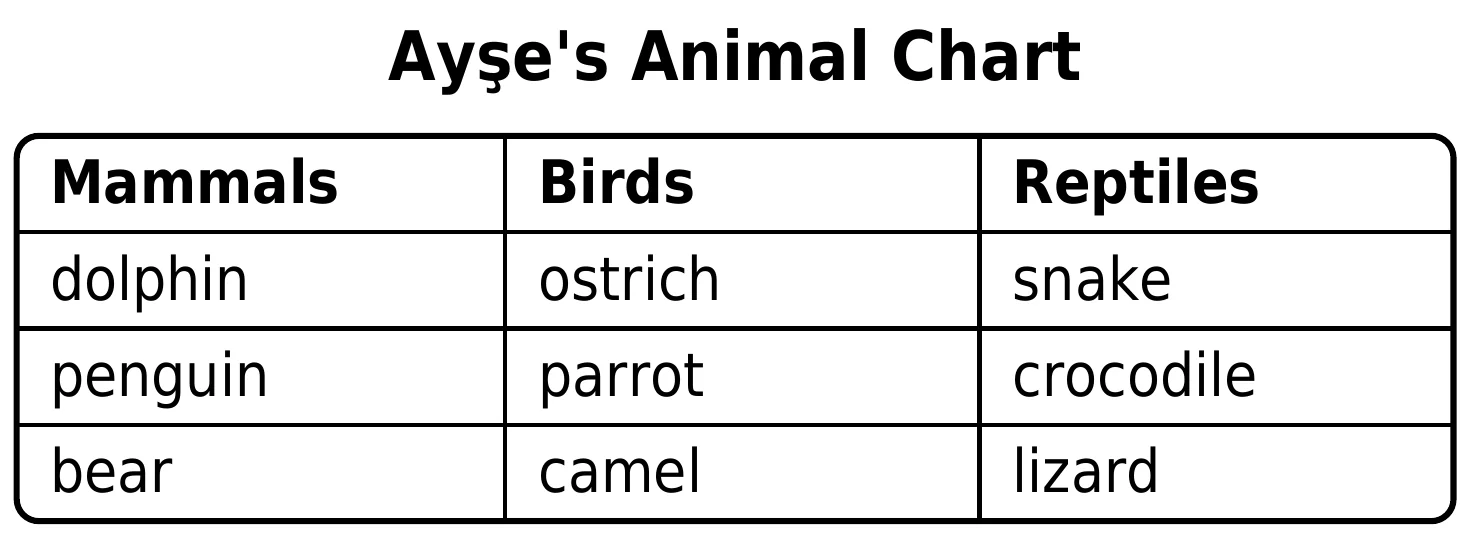 Ayşe's Animal Chart
Mammals Birds Reptiles
dolphin ostrich snake
penguin parrot crocodile
bear camel lizard